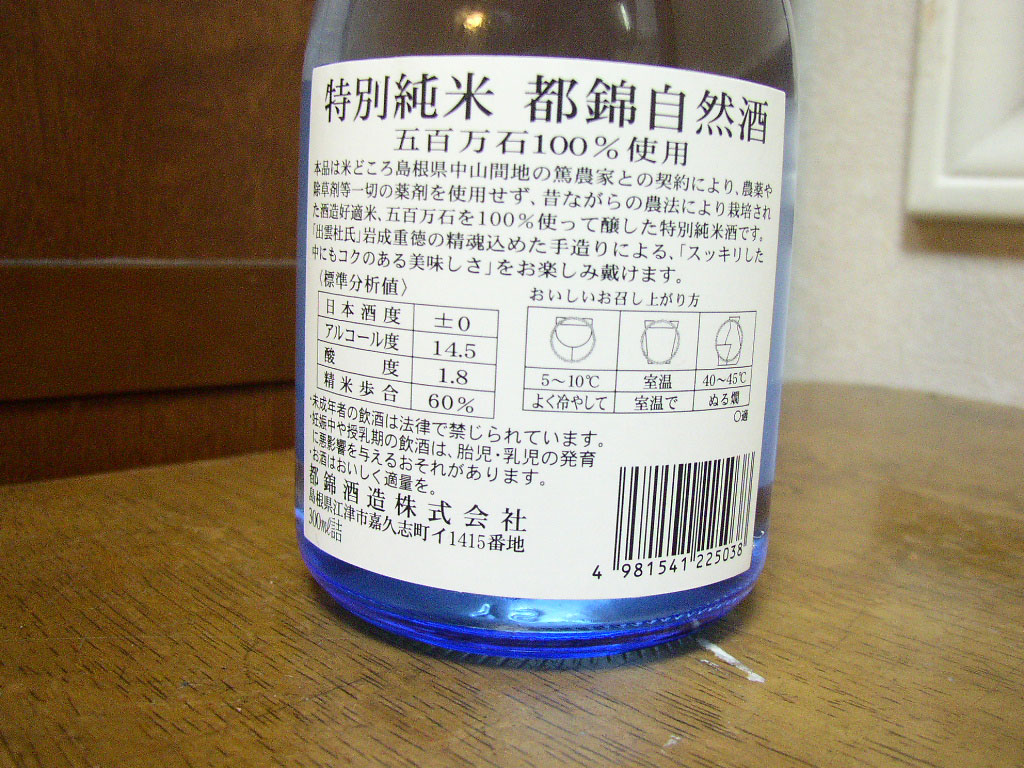 特別純米 都錦自然酒
五百万石100%使用
本品は米どころ島根県中山間地の篤農家との契約により、農薬や
除草剤等一切の薬剤を使用せず、昔ながらの農法により栽培され
た酒造好適米、五百万石を100%使って醸した特別純米酒です。
「出雲杜氏」岩成重徳の精魂込めた手造りによる、「スッキリした
中にもコクのある美味しさ」をお楽しみ戴けます。
〈標準分析値〉
日本酒度 ±0
アルコール度 14.5
酸度 1.8
精米歩合 60%
おいしいお召し上がり方
5〜10℃ 室温 40〜45℃
よく冷やして 室温で ぬる燗
○適
・未成年者の飲酒は法律で禁じられています。
・妊娠中や授乳期の飲酒は、胎児・乳児の発育
に悪影響を与えるおそれがあります。
・お酒はおいしく適量を。
都錦酒造株式会社
島根県江津市嘉久志町イ1415番地
300㎖詰
4 981541 225038